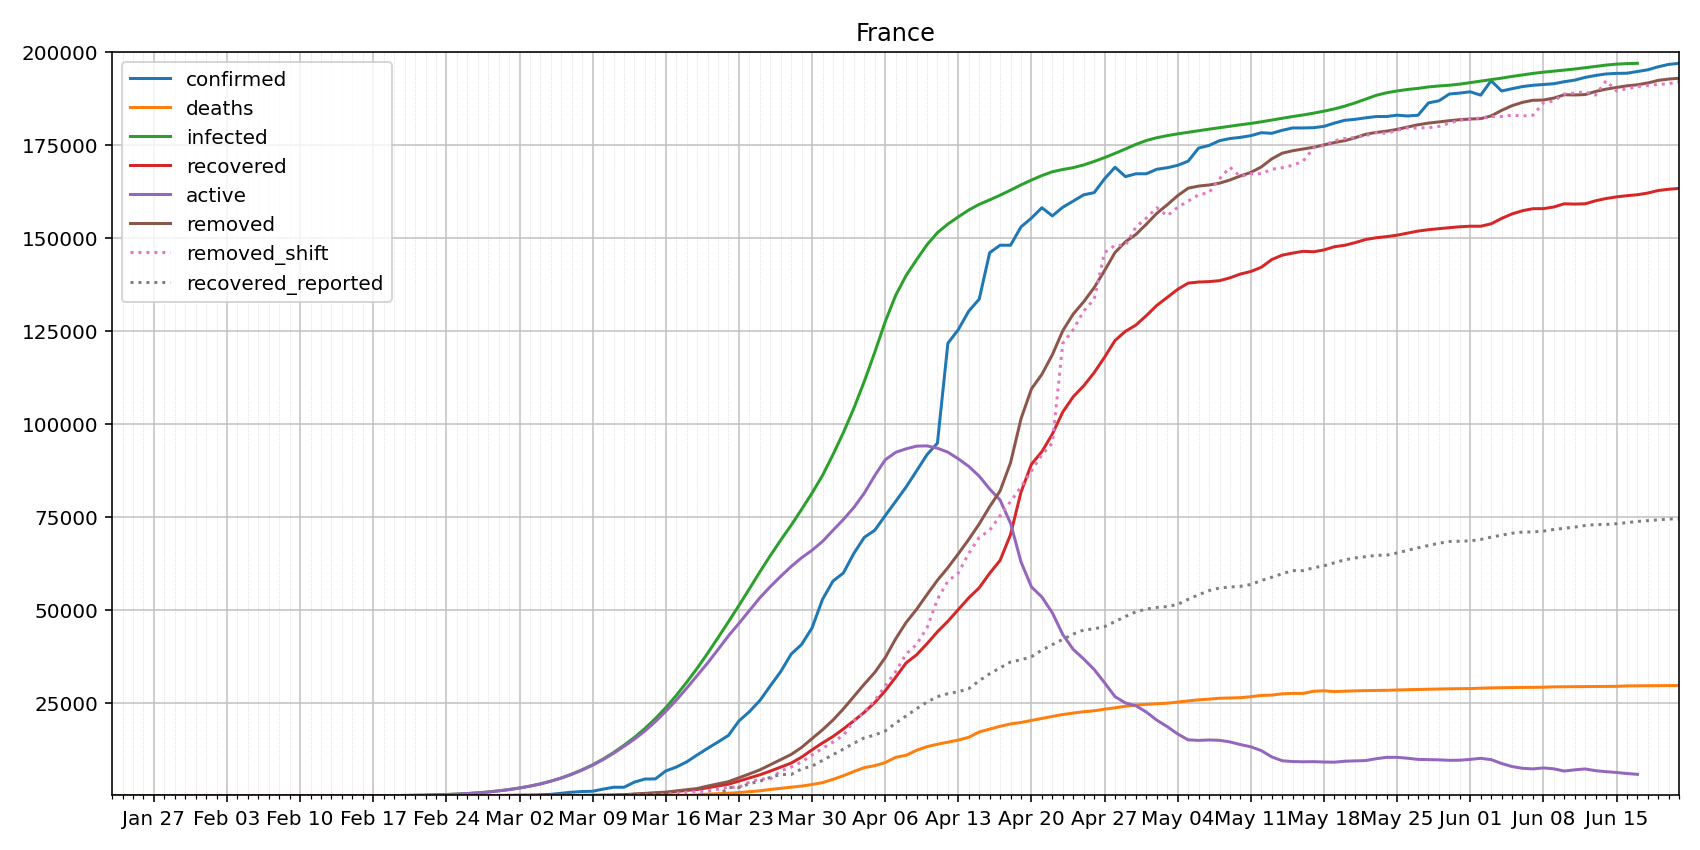 France
200000
175000
150000
125000
100000
75000
50000
25000
confirmed
deaths
infected
recovered
active
removed
removed_shift
recovered_reported
Jan 27 Feb 03 Feb 10 Feb 17 Feb 24 Mar 02 Mar 09 Mar 16 Mar 23 Mar 30 Apr 06 Apr 13 Apr 20 Apr 27 May 04 May 11 May 18 May 25 Jun 01 Jun 08 Jun 15